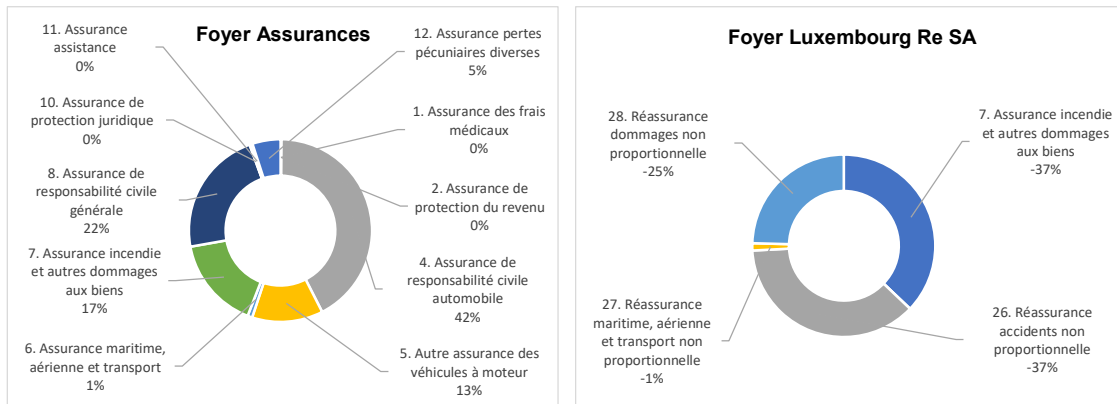 Foyer Assurances
11. Assurance
assistance
0%
12. Assurance pertes
pécuniaires diverses
5%
10. Assurance de
protection juridique
0%
1. Assurance des frais
médicaux
0%
8. Assurance de
responsabilité civile
générale
22%
2. Assurance de
protection du revenu
0%
7. Assurance incendie
et autres dommages
aux biens
17%
4. Assurance de
responsabilité civile
automobile
42%
6. Assurance maritime,
aérienne et transport
1%
5. Autre assurance des
véhicules à moteur
13%
Foyer Luxembourg Re SA
28. Réassurance
dommages non
proportionnelle
-25%
7. Assurance incendie
et autres dommages
aux biens
-37%
27. Réassurance
maritime, aérienne
et transport non
proportionnelle
-1%
26. Réassurance
accidents non
proportionnelle
-37%